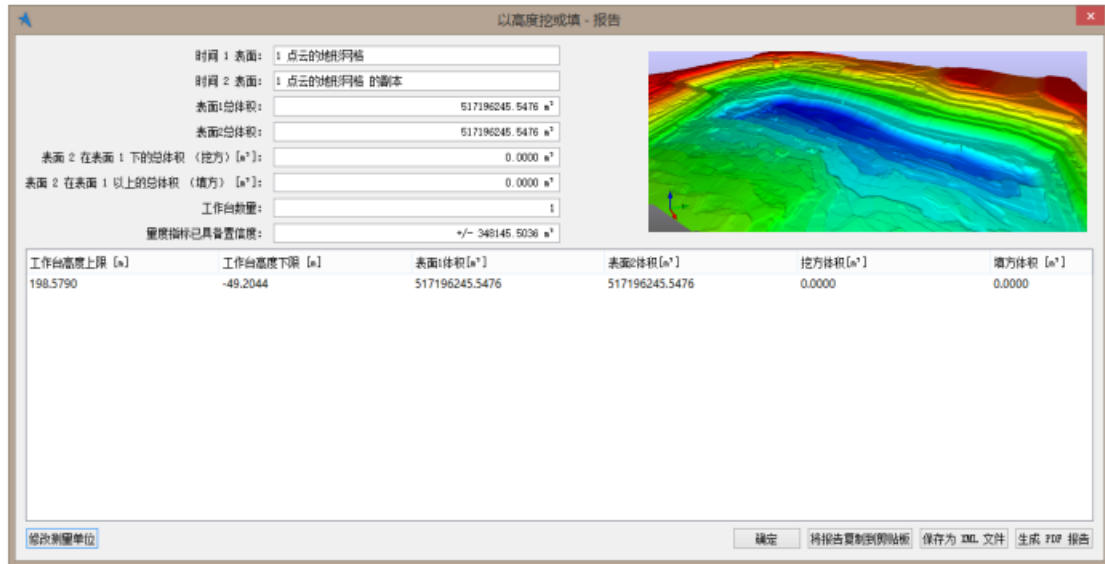 以高度挖或填 - 报告
时间 1 表面: 1 点云的地形网格
时间 2 表面: 1 点云的地形网格 的副本
表面1总体积: 517196245.5476 m³
表面2总体积: 517196245.5476 m³
表面 2 在表面 1 下的总体积 （挖方）[m³]: 0.0000 m³
表面 2 在表面 1 以上的总体积 （填方） [m³]: 0.0000 m³
工作台数量: 1
量度指标已具备置信度: +/- 348145.5036 m³
工作台高度上限 [m] 工作台高度下限 [m] 表面1体积[m³] 表面2体积[m³] 挖方体积[m³] 填方体积 [m³]
198.5790 -49.2044 517196245.5476 517196245.5476 0.0000 0.0000
修改测量单位 确定 将报告复制到剪贴板 保存为 XML 文件 生成 PDF 报告